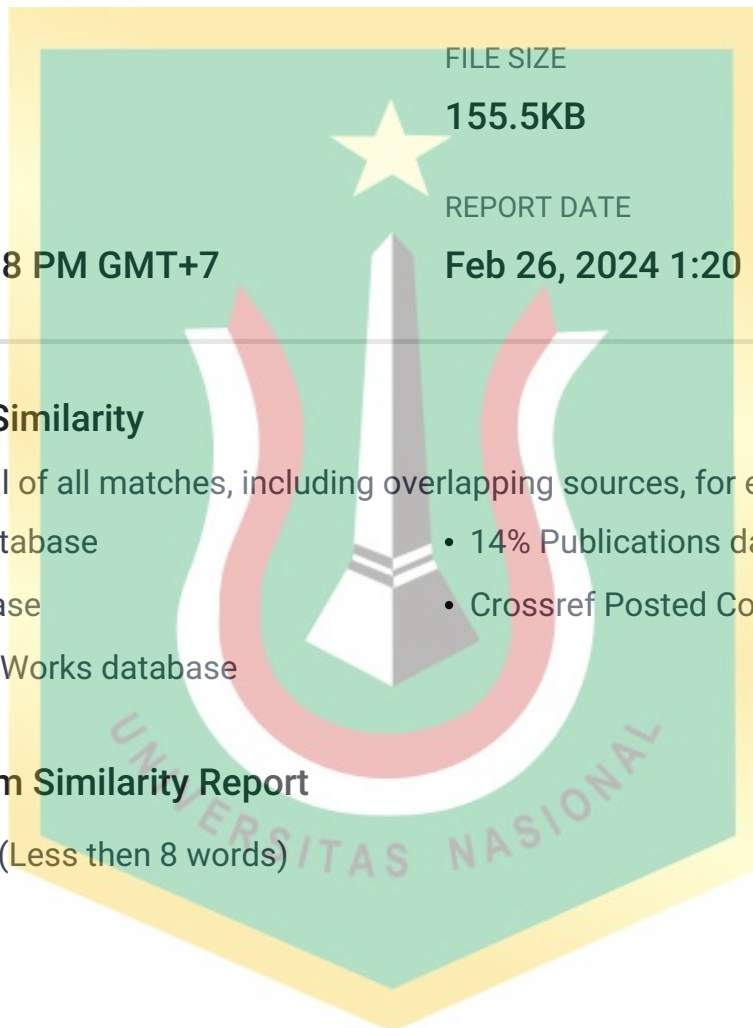 FILE SIZE
155.5KB
REPORT DATE
8 PM GMT+7 Feb 26, 2024 1:20
Similarity
l of all matches, including overlapping sources, for e
tabase • 14% Publications da
ase • Crossref Posted Co
Works database
m Similarity Report
(Less then 8 words)
UNIVERSITAS NASIONAL